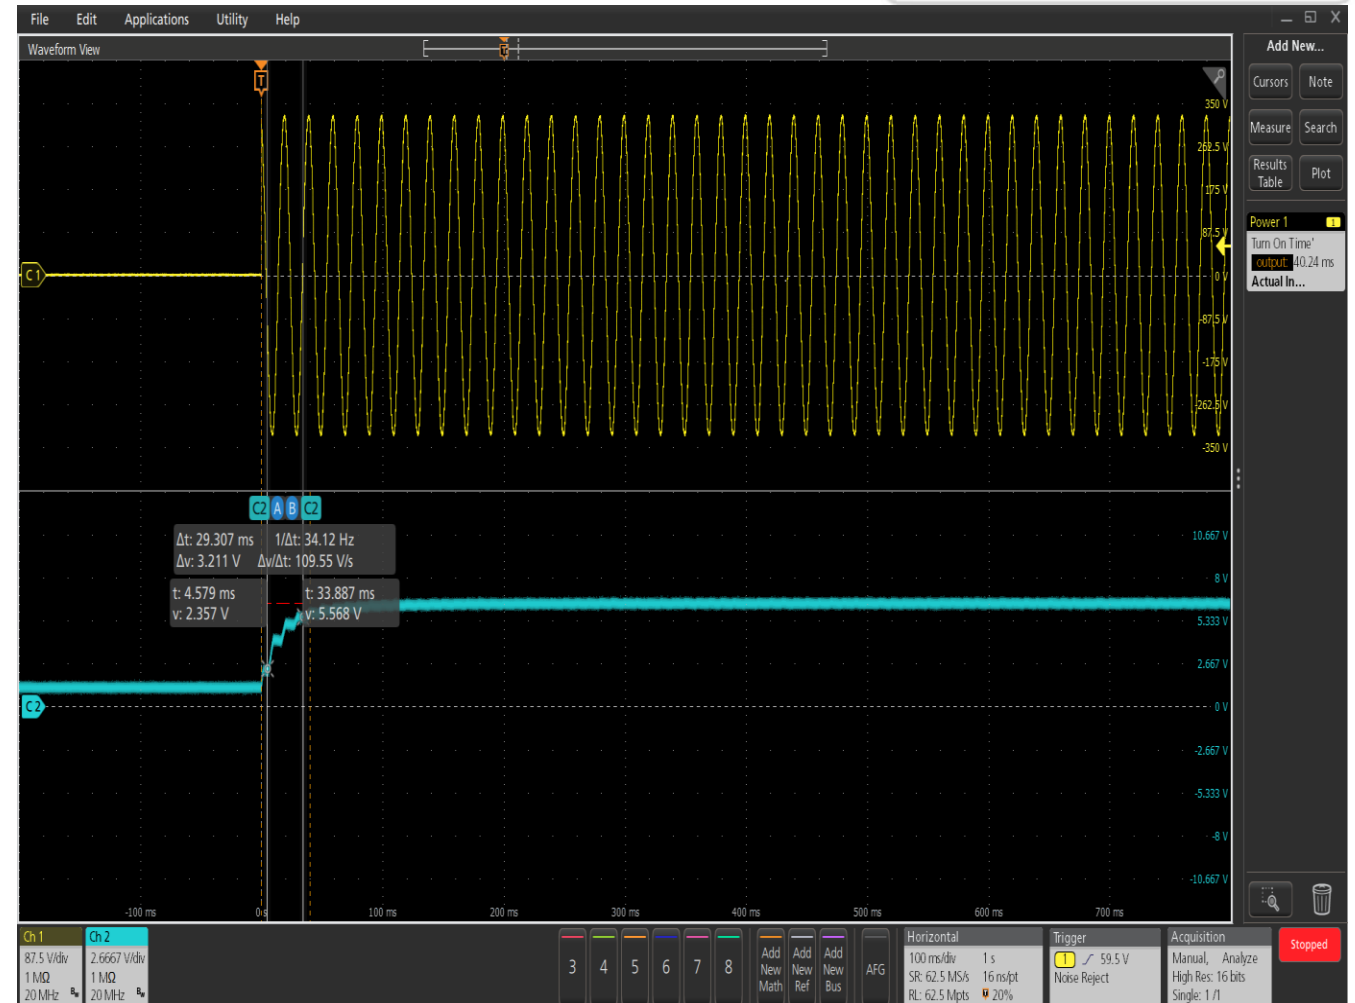 File Edit Applications Utility Help
Waveform View
Add New...
Cursors Note
Measure Search
Results Table Plot
Power 1 1
Turn On Time'
output: 40.24 ms
Actual In...
T
T
350 V
262.5 V
175 V
87.5 V
0 V
-87.5 V
-175 V
-262.5 V
-350 V
C1
C2 A B C2
Δt: 29.307 ms 1/Δt: 34.12 Hz
Δv: 3.211 V Δv/Δt: 109.55 V/s
t: 4.579 ms
v: 2.357 V
t: 33.887 ms
v: 5.568 V
10.667 V
8 V
5.333 V
2.667 V
0 V
-2.667 V
-5.333 V
-8 V
-10.667 V
C2
-100 ms 0 s 100 ms 200 ms 300 ms 400 ms 500 ms 600 ms 700 ms
Ch 1
87.5 V/div
1 MΩ
20 MHz Bw
Ch 2
2.6667 V/div
1 MΩ
20 MHz Bw
3 4 5 6 7 8
Add New Math
Add New Ref
Add New Bus
AFG
Horizontal
100 ms/div 1 s
SR: 62.5 MS/s 16 ns/pt
RL: 62.5 Mpts 20%
Trigger
1 59.5 V
Noise Reject
Acquisition
Manual, Analyze
High Res: 16 bits
Single: 1 /1
Stopped